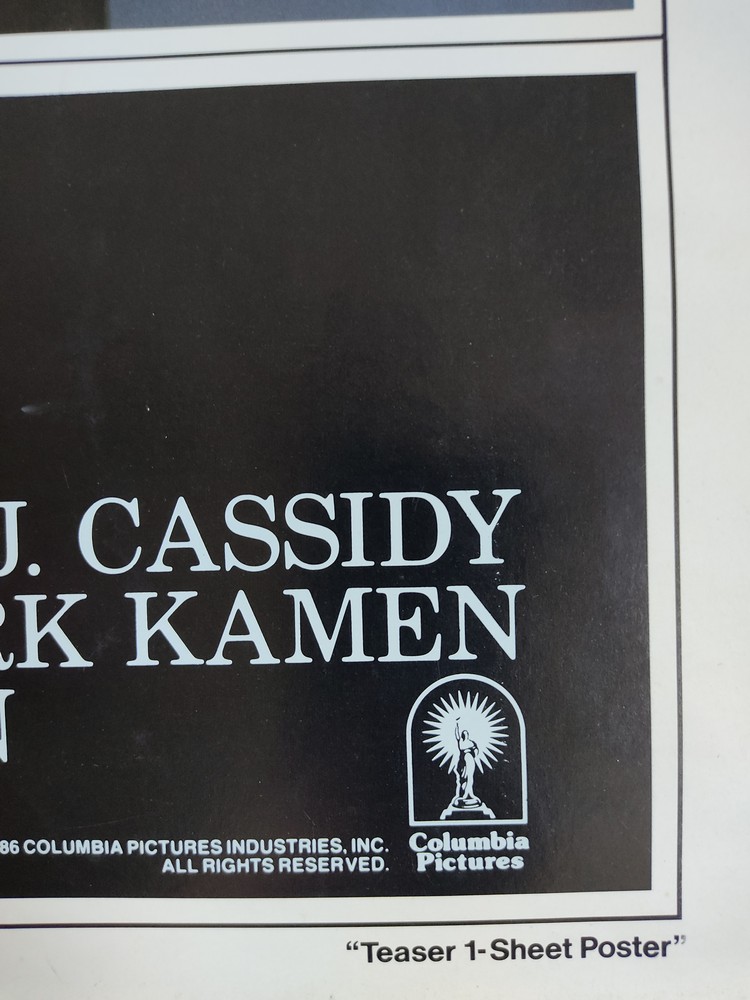 J. CASSIDY
RK KAMEN
N
86 COLUMBIA PICTURES INDUSTRIES, INC.
ALL RIGHTS RESERVED.
Columbia
Pictures
“Teaser 1-Sheet Poster”